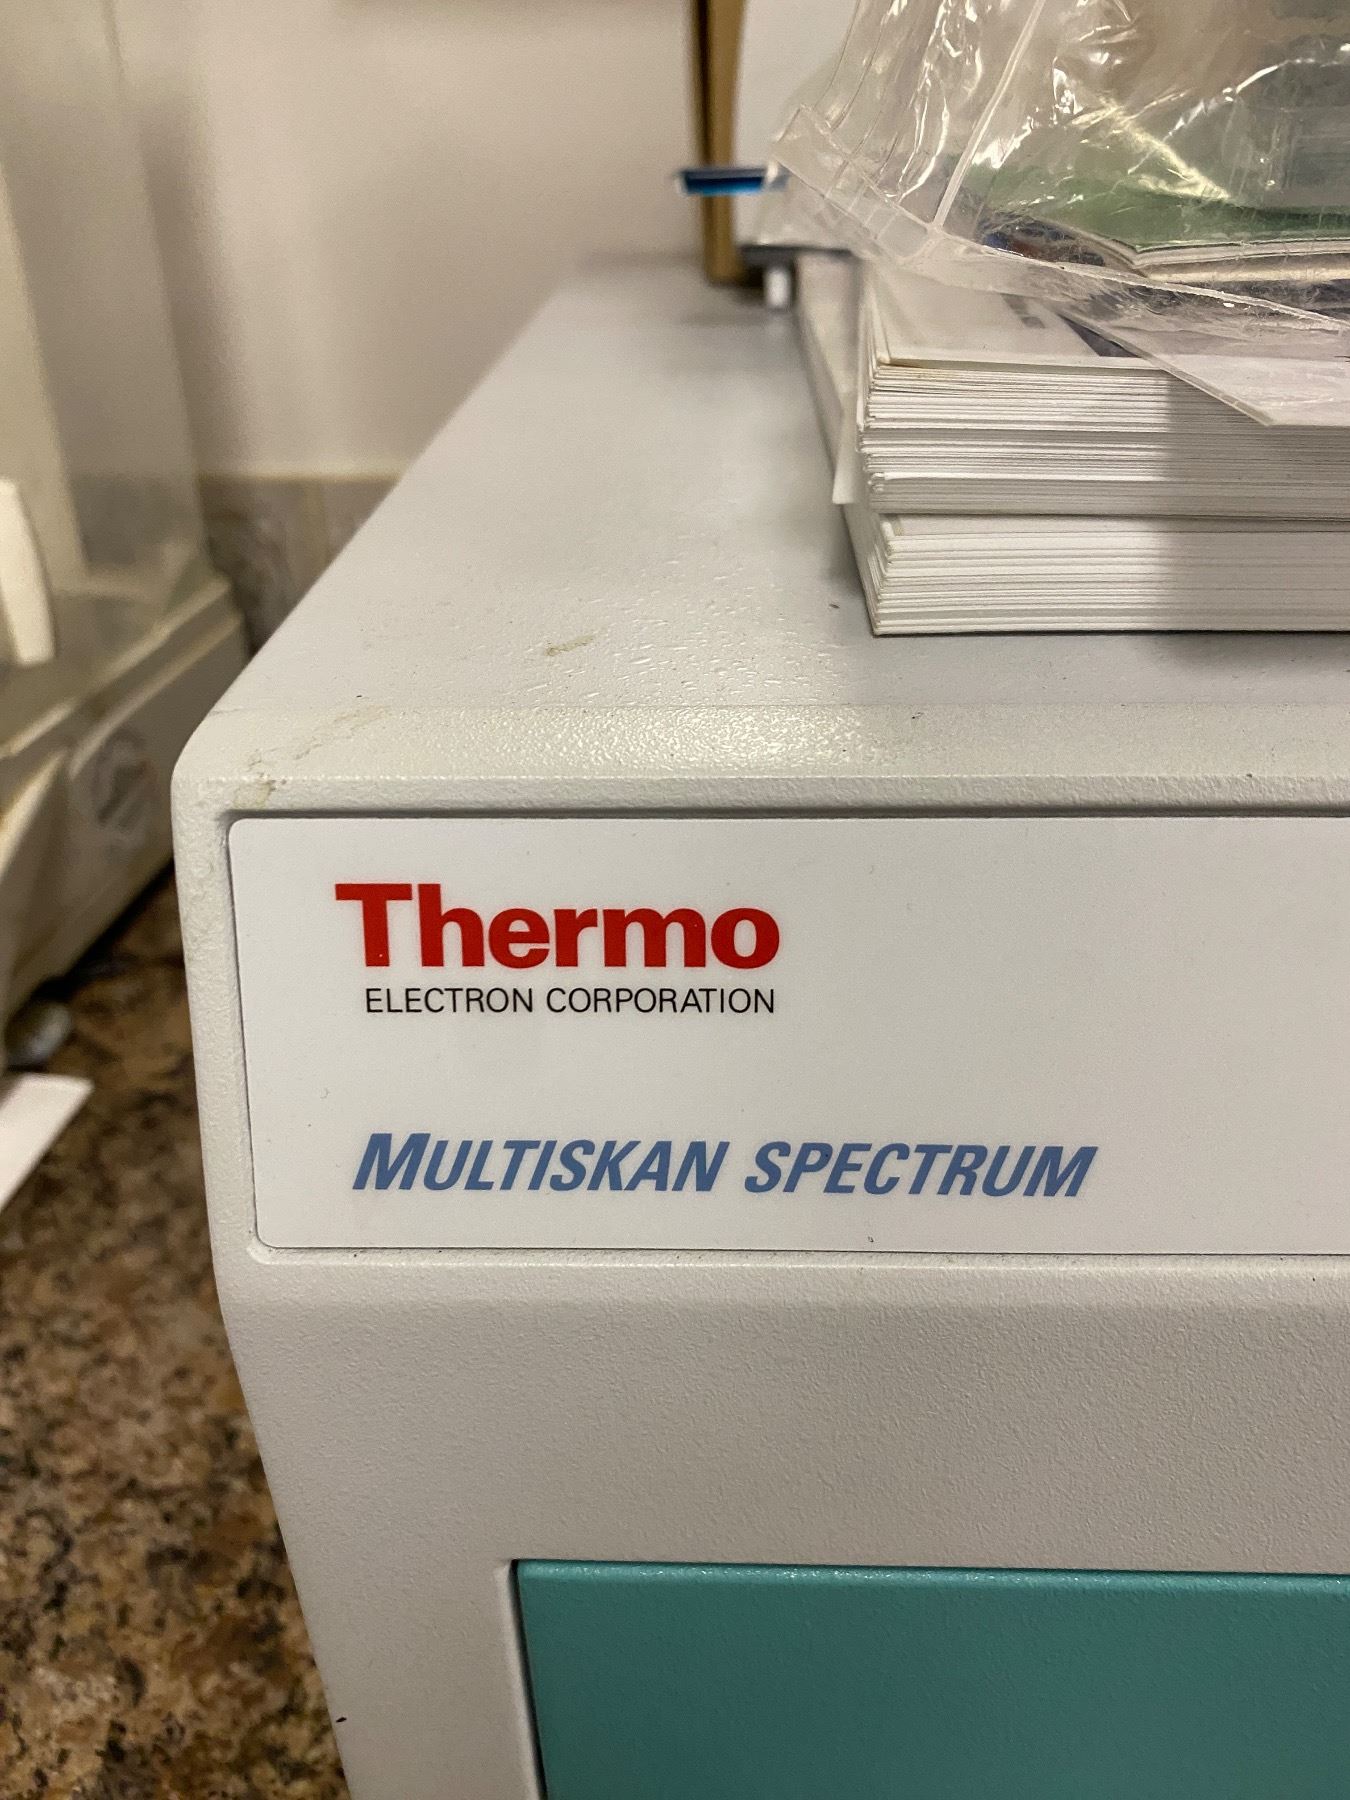 Thermo
ELECTRON CORPORATION
MULTISKAN SPECTRUM